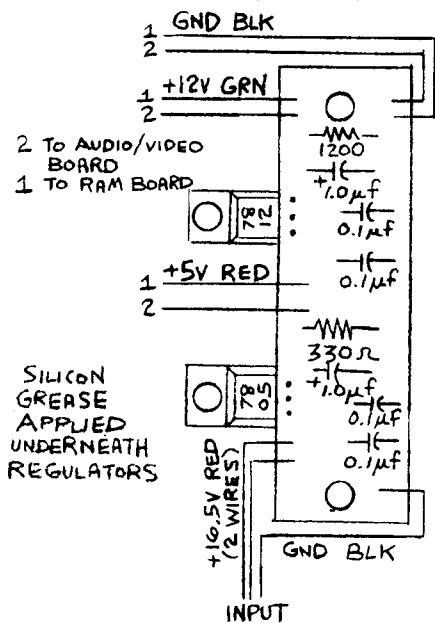 GND BLK
1
2
+12V GRN
1
2
2 TO AUDIO/VIDEO
BOARD
1 TO RAM BOARD
1200
+
1.0µf
78
12
0.1µf
0.1µf
+5V RED
1
2
330Ω
+
1.0µf
78
05
0.1µf
0.1µf
SILICON
GREASE
APPLIED
UNDERNEATH
REGULATORS
+16.5V RED
(2 WIRES)
GND BLK
INPUT